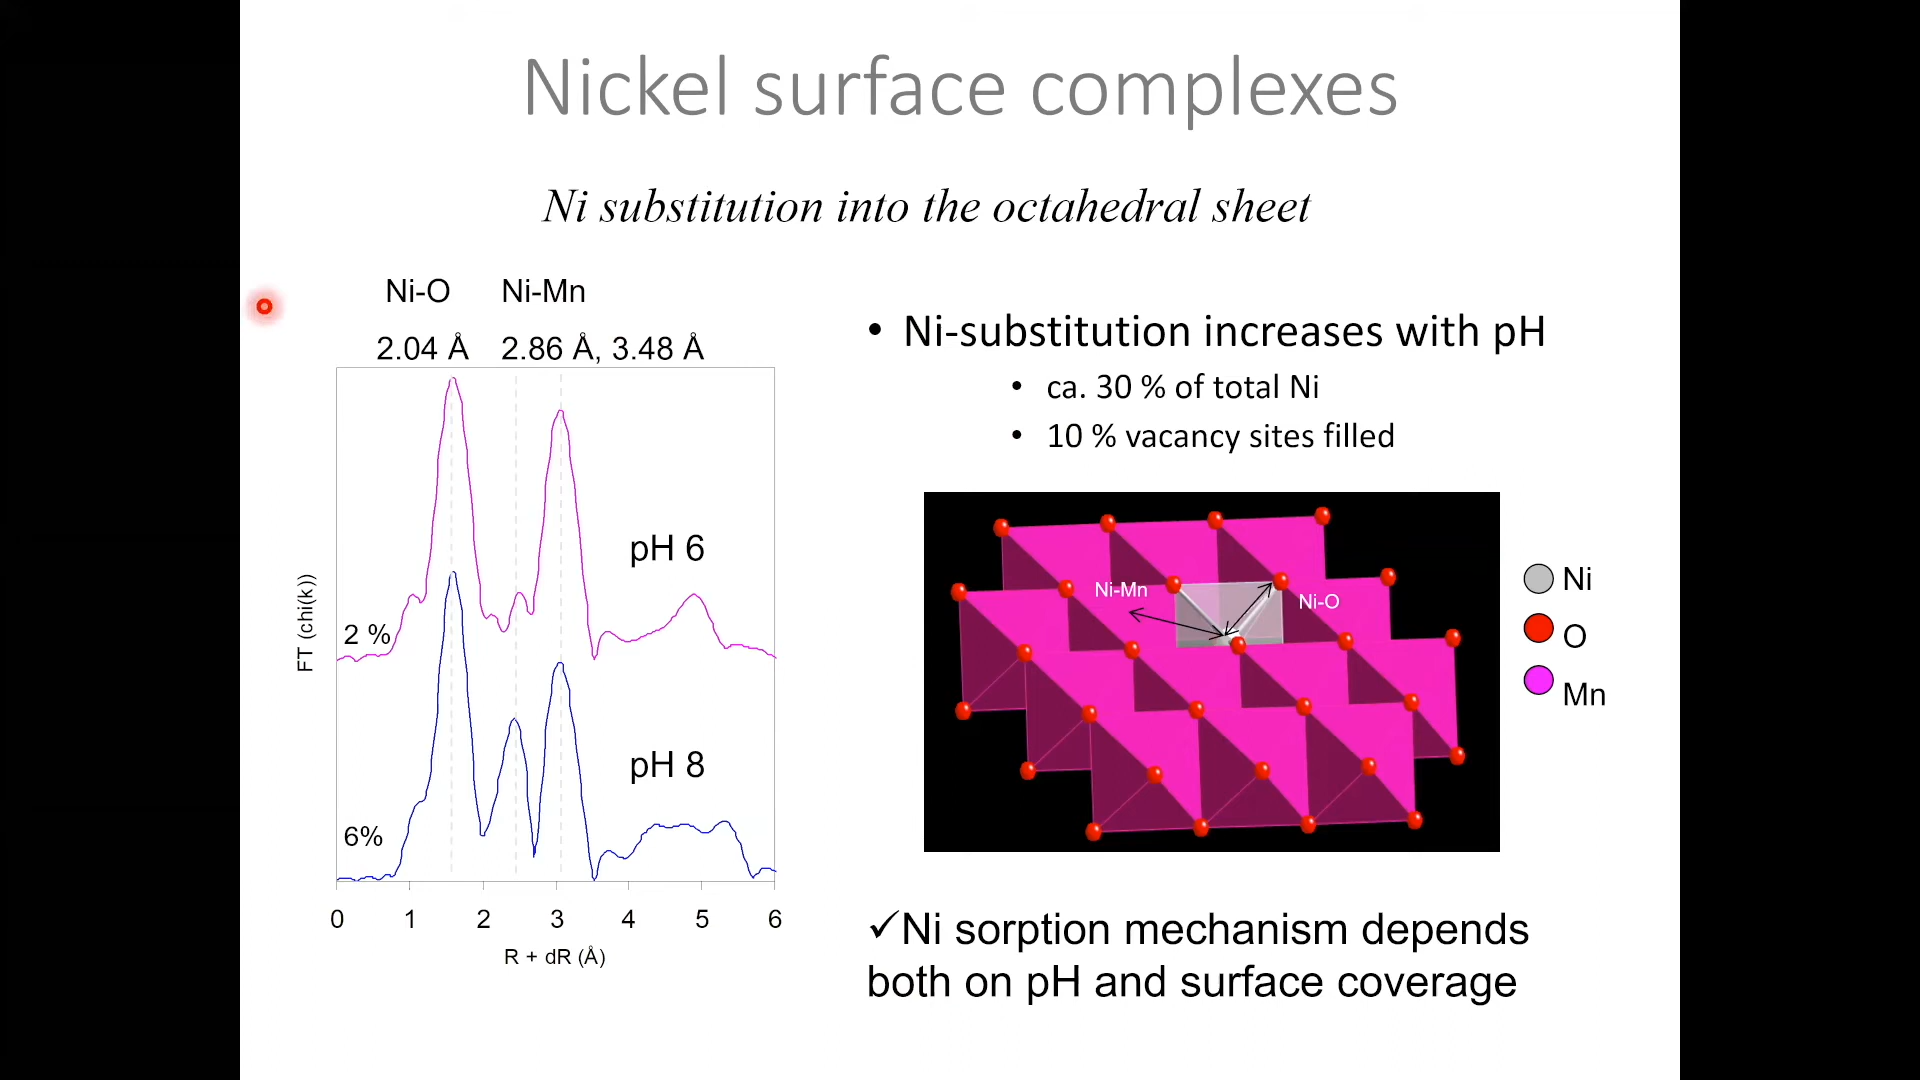 Nickel surface complexes
Ni substitution into the octahedral sheet
Ni-O Ni-Mn
2.04 Å 2.86 Å, 3.48 Å
pH 6
2 %
pH 8
6%
FT (chi(k))
0 1 2 3 4 5 6
R + dR (Å)
• Ni-substitution increases with pH
• ca. 30 % of total Ni
• 10 % vacancy sites filled
Ni-Mn
Ni-O
Ni
O
Mn
✓Ni sorption mechanism depends
both on pH and surface coverage